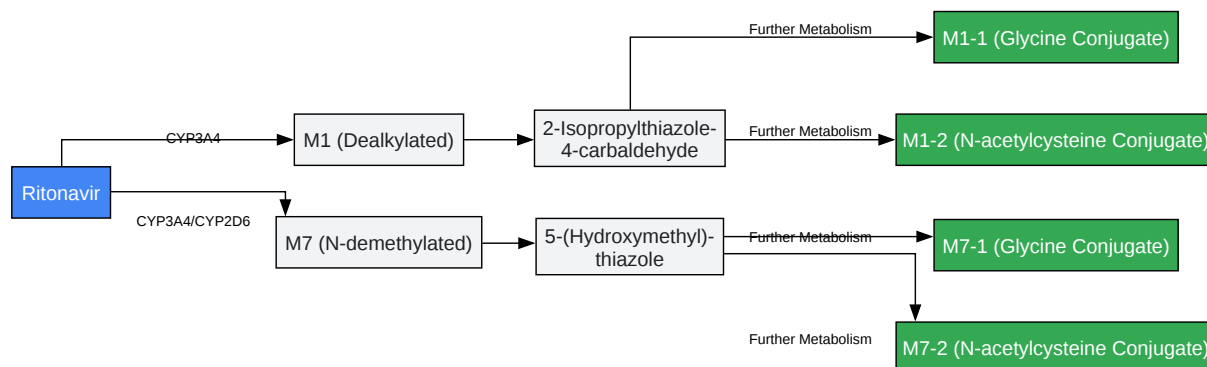 Further Metabolism
M1-1 (Glycine Conjugate)
CYP3A4
M1 (Dealkylated)
2-Isopropylthiazole-
4-carbaldehyde
Further Metabolism
M1-2 (N-acetylcysteine Conjugate)
Ritonavir
CYP3A4/CYP2D6
M7 (N-demethylated)
5-(Hydroxymethyl)-
thiazole
Further Metabolism
M7-1 (Glycine Conjugate)
Further Metabolism
M7-2 (N-acetylcysteine Conjugate)